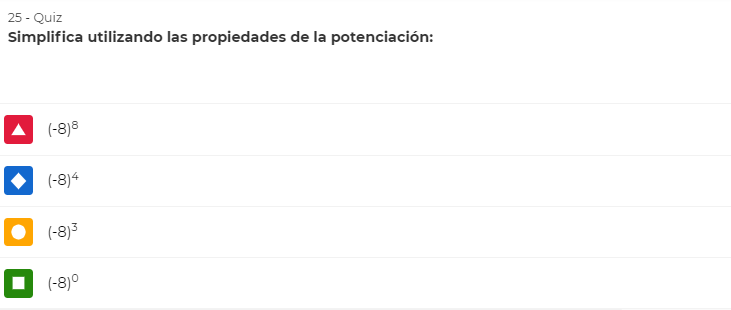 25 - Quiz
Simplifica utilizando las propiedades de la potenciación:
(-8)⁸
(-8)⁴
(-8)³
(-8)⁰